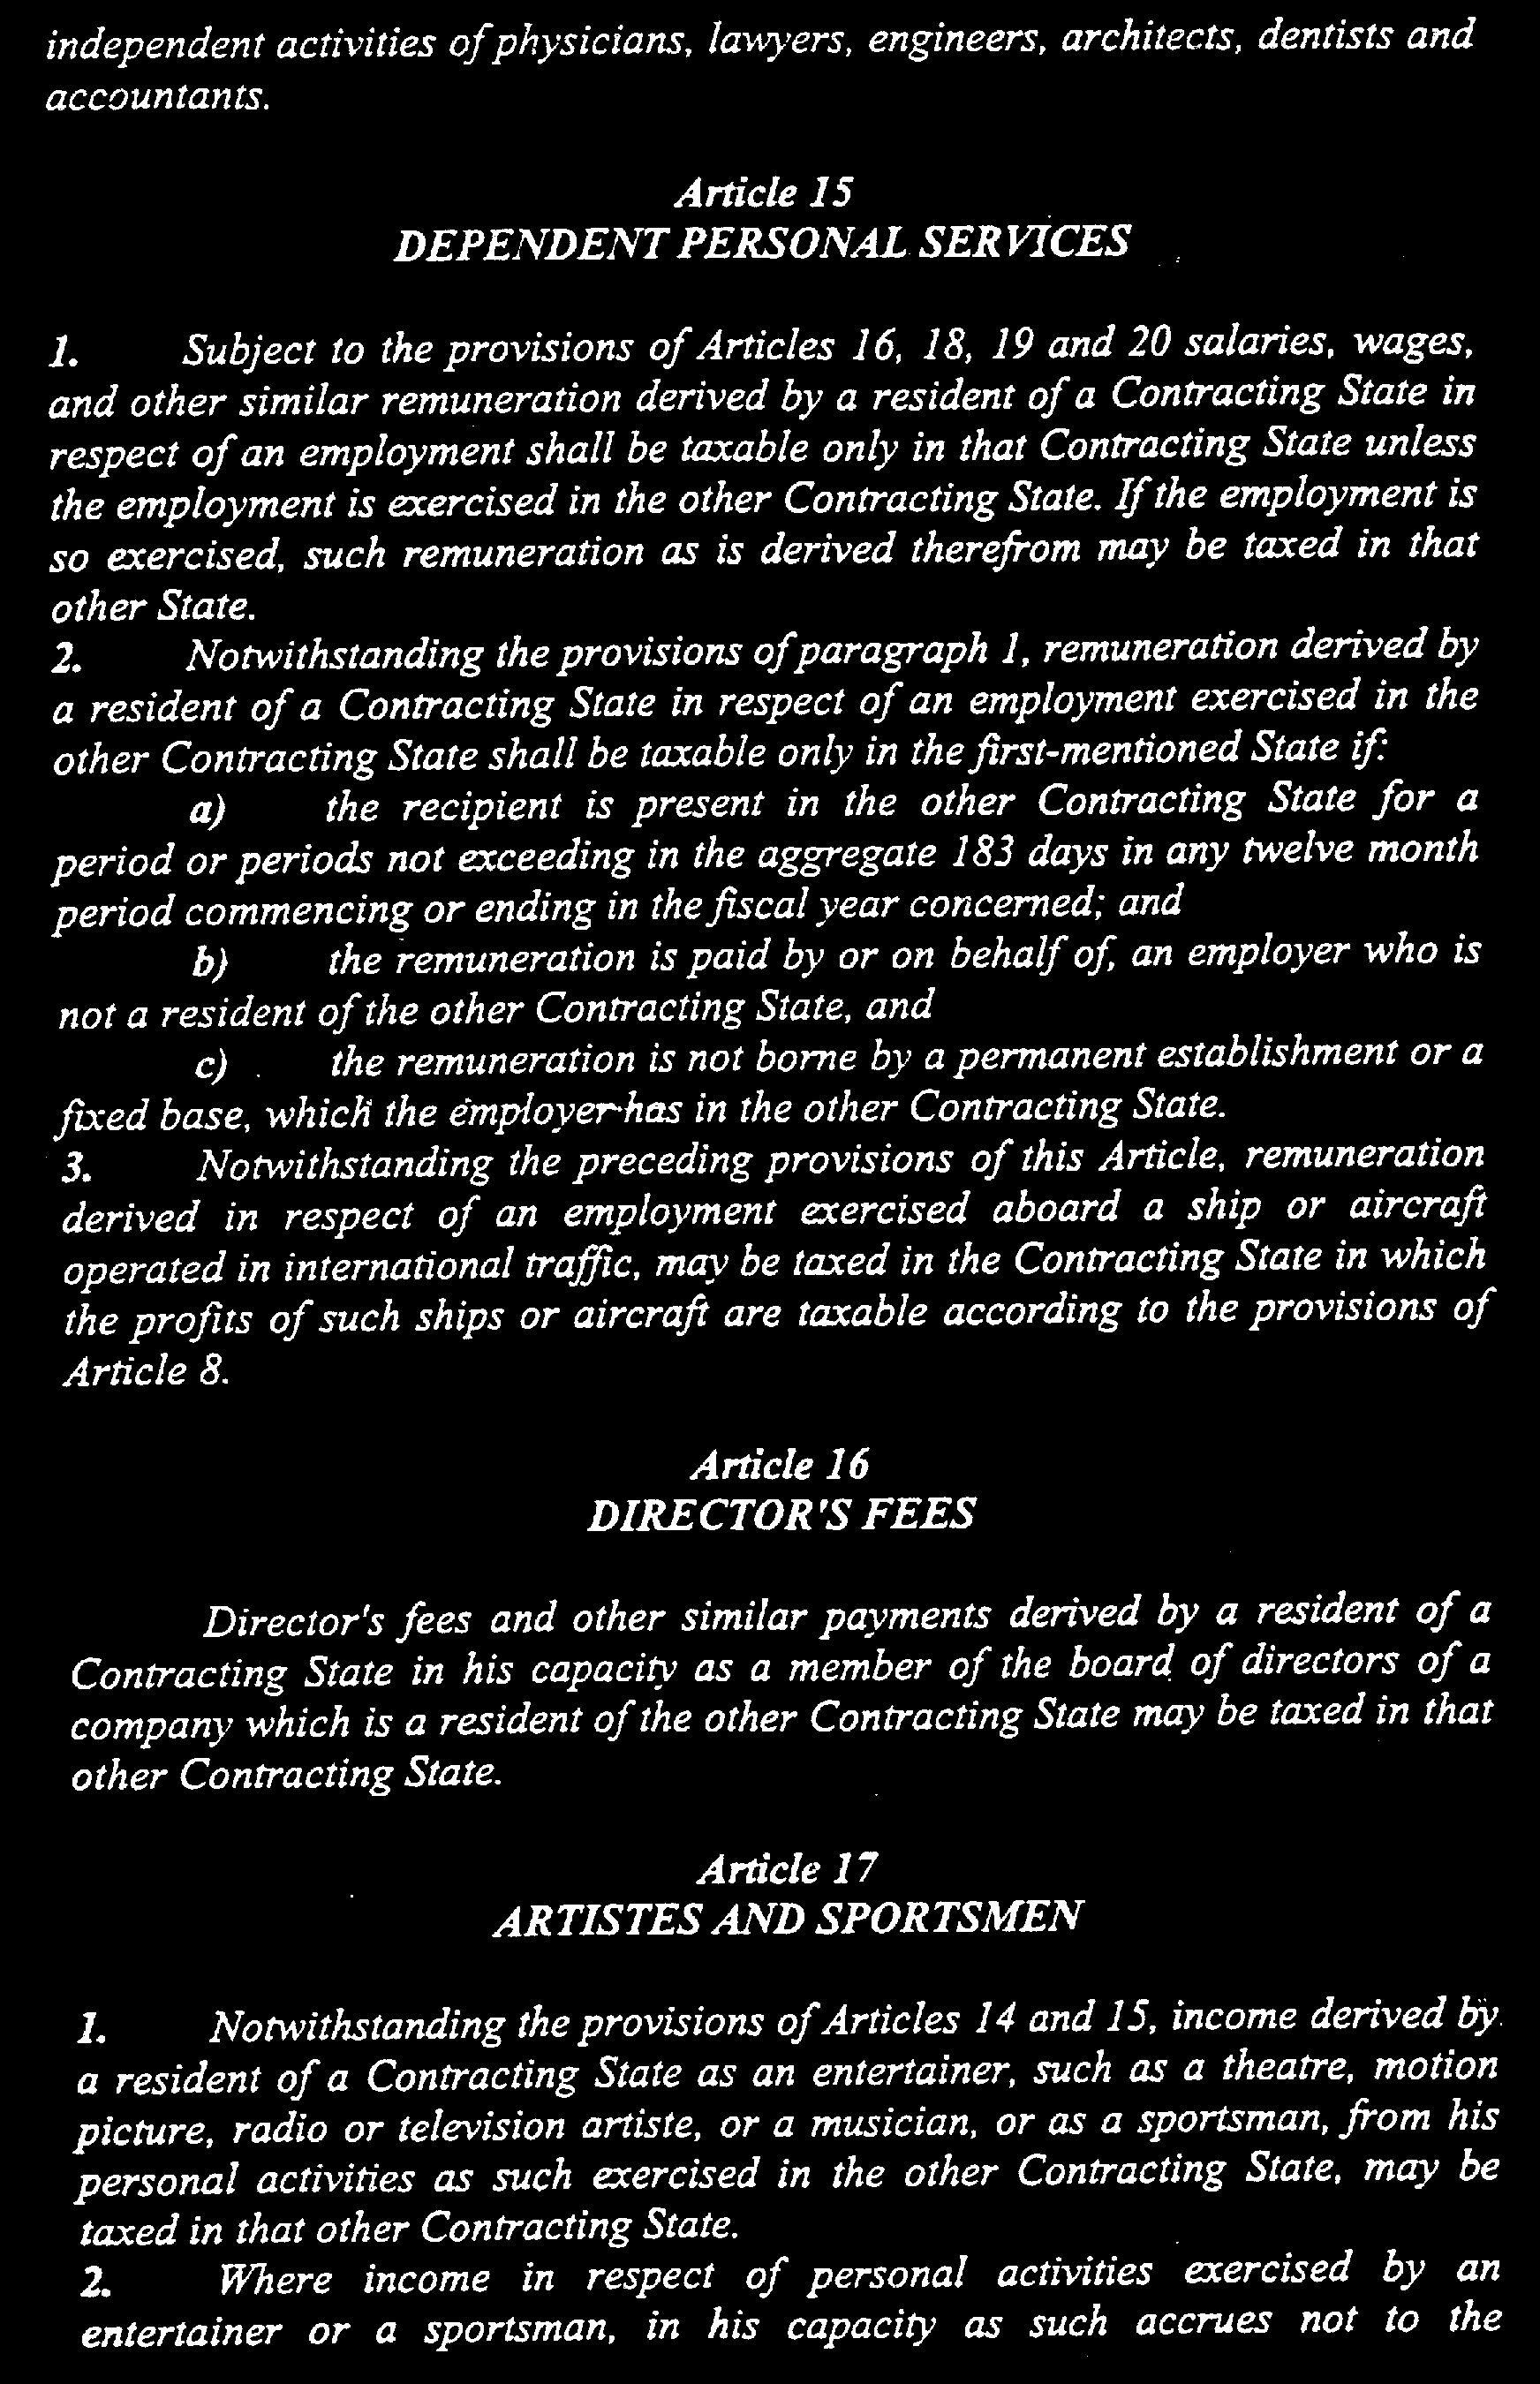 independent activities of physicians, lawyers, engineers, architects, dentists and
accountants.
Article 15
DEPENDENT PERSONAL SERVICES
1. Subject to the provisions of Articles 16, 18, 19 and 20 salaries, wages,
and other similar remuneration derived by a resident of a Contracting State in
respect of an employment shall be taxable only in that Contracting State unless
the employment is exercised in the other Contracting State. If the employment is
so exercised, such remuneration as is derived therefrom may be taxed in that
other State.
2. Notwithstanding the provisions of paragraph 1, remuneration derived by
a resident of a Contracting State in respect of an employment exercised in the
other Contracting State shall be taxable only in the first-mentioned State if:
a) the recipient is present in the other Contracting State for a
period or periods not exceeding in the aggregate 183 days in any twelve month
period commencing or ending in the fiscal year concerned; and
b) the remuneration is paid by or on behalf of, an employer who is
not a resident of the other Contracting State, and
c) the remuneration is not borne by a permanent establishment or a
fixed base, which the employer has in the other Contracting State.
3. Notwithstanding the preceding provisions of this Article, remuneration
derived in respect of an employment exercised aboard a ship or aircraft
operated in international traffic, may be taxed in the Contracting State in which
the profits of such ships or aircraft are taxable according to the provisions of
Article 8.
Article 16
DIRECTOR'S FEES
Director's fees and other similar payments derived by a resident of a
Contracting State in his capacity as a member of the board of directors of a
company which is a resident of the other Contracting State may be taxed in that
other Contracting State.
Article 17
ARTISTES AND SPORTSMEN
1. Notwithstanding the provisions of Articles 14 and 15, income derived by
a resident of a Contracting State as an entertainer, such as a theatre, motion
picture, radio or television artiste, or a musician, or as a sportsman, from his
personal activities as such exercised in the other Contracting State, may be
taxed in that other Contracting State.
2. Where income in respect of personal activities exercised by an
entertainer or a sportsman, in his capacity as such accrues not to the